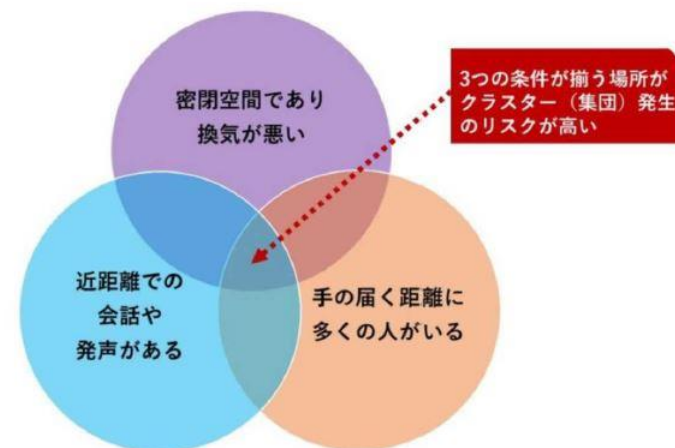 密閉空間であり
換気が悪い
3つの条件が揃う場所が
クラスター（集団）発生
のリスクが高い
近距離での
会話や
発声がある
手の届く距離に
多くの人がいる